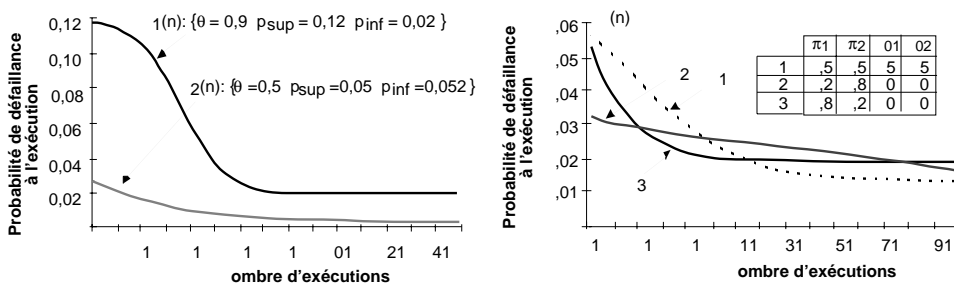 0,12
0,10
0,08
0,06
0,04
0,02
Probabilité de défaillance
à l'exécution
1(n): {θ = 0,9 psup = 0,12 pinf = 0,02 }
2(n): {θ = 0,5 psup = 0,05 pinf = 0,052}
1 1 1 1 01 21 41
ombre d'exécutions
,06
,05
,04
,03
,02
,01
Probabilité de défaillance
à l'exécution
(n)
2 1
3
π1 π2 01 02
1 ,5 ,5 5 5
2 ,2 ,8 0 0
3 ,8 ,2 0 0
1 1 1 11 31 51 71 91
ombre d'exécutions